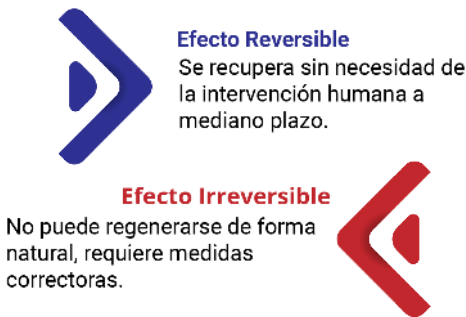 Efecto Reversible
Se recupera sin necesidad de
la intervención humana a
mediano plazo.
Efecto Irreversible
No puede regenerarse de forma
natural, requiere medidas
correctoras.